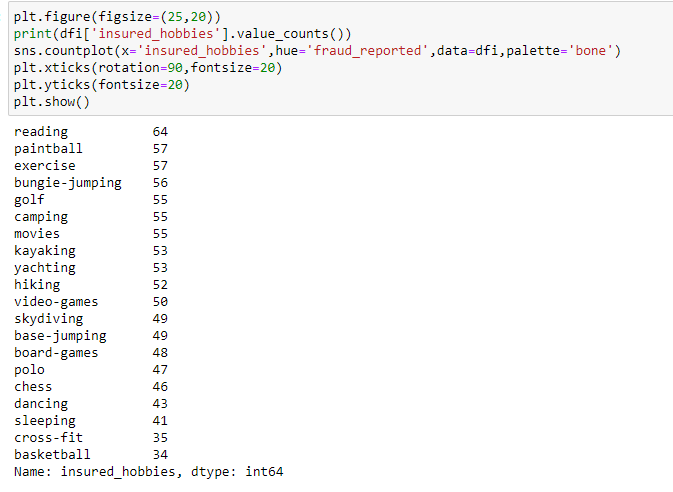 plt.figure(figsize=(25,20))
print(dfi['insured_hobbies'].value_counts())
sns.countplot(x='insured_hobbies',hue='fraud_reported',data=dfi,palette='bone')
plt.xticks(rotation=90,fontsize=20)
plt.yticks(fontsize=20)
plt.show()
reading           64
paintball         57
exercise          57
bungie-jumping    56
golf              55
camping           55
movies            55
kayaking          53
yachting          53
hiking            52
video-games       50
skydiving         49
base-jumping      49
board-games       48
polo              47
chess             46
dancing           43
sleeping          41
cross-fit         35
basketball        34
Name: insured_hobbies, dtype: int64